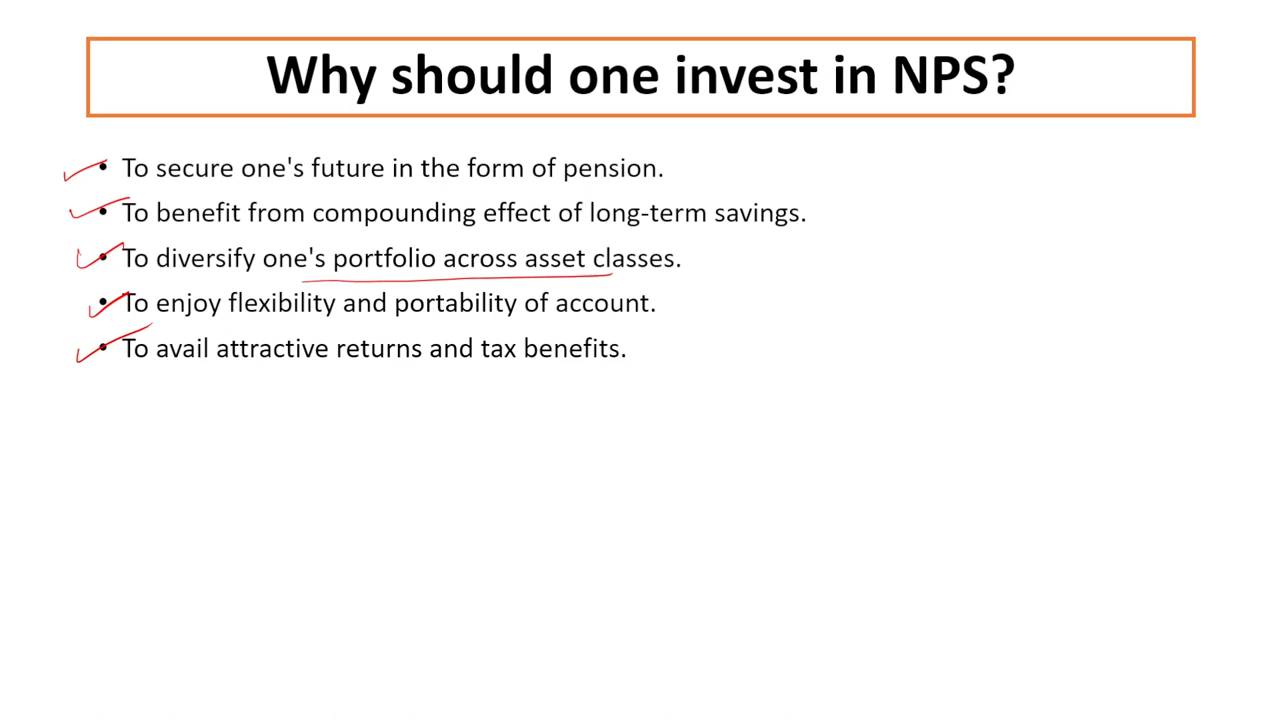 Why should one invest in NPS?
• To secure one's future in the form of pension.
• To benefit from compounding effect of long-term savings.
• To diversify one's portfolio across asset classes.
• To enjoy flexibility and portability of account.
• To avail attractive returns and tax benefits.